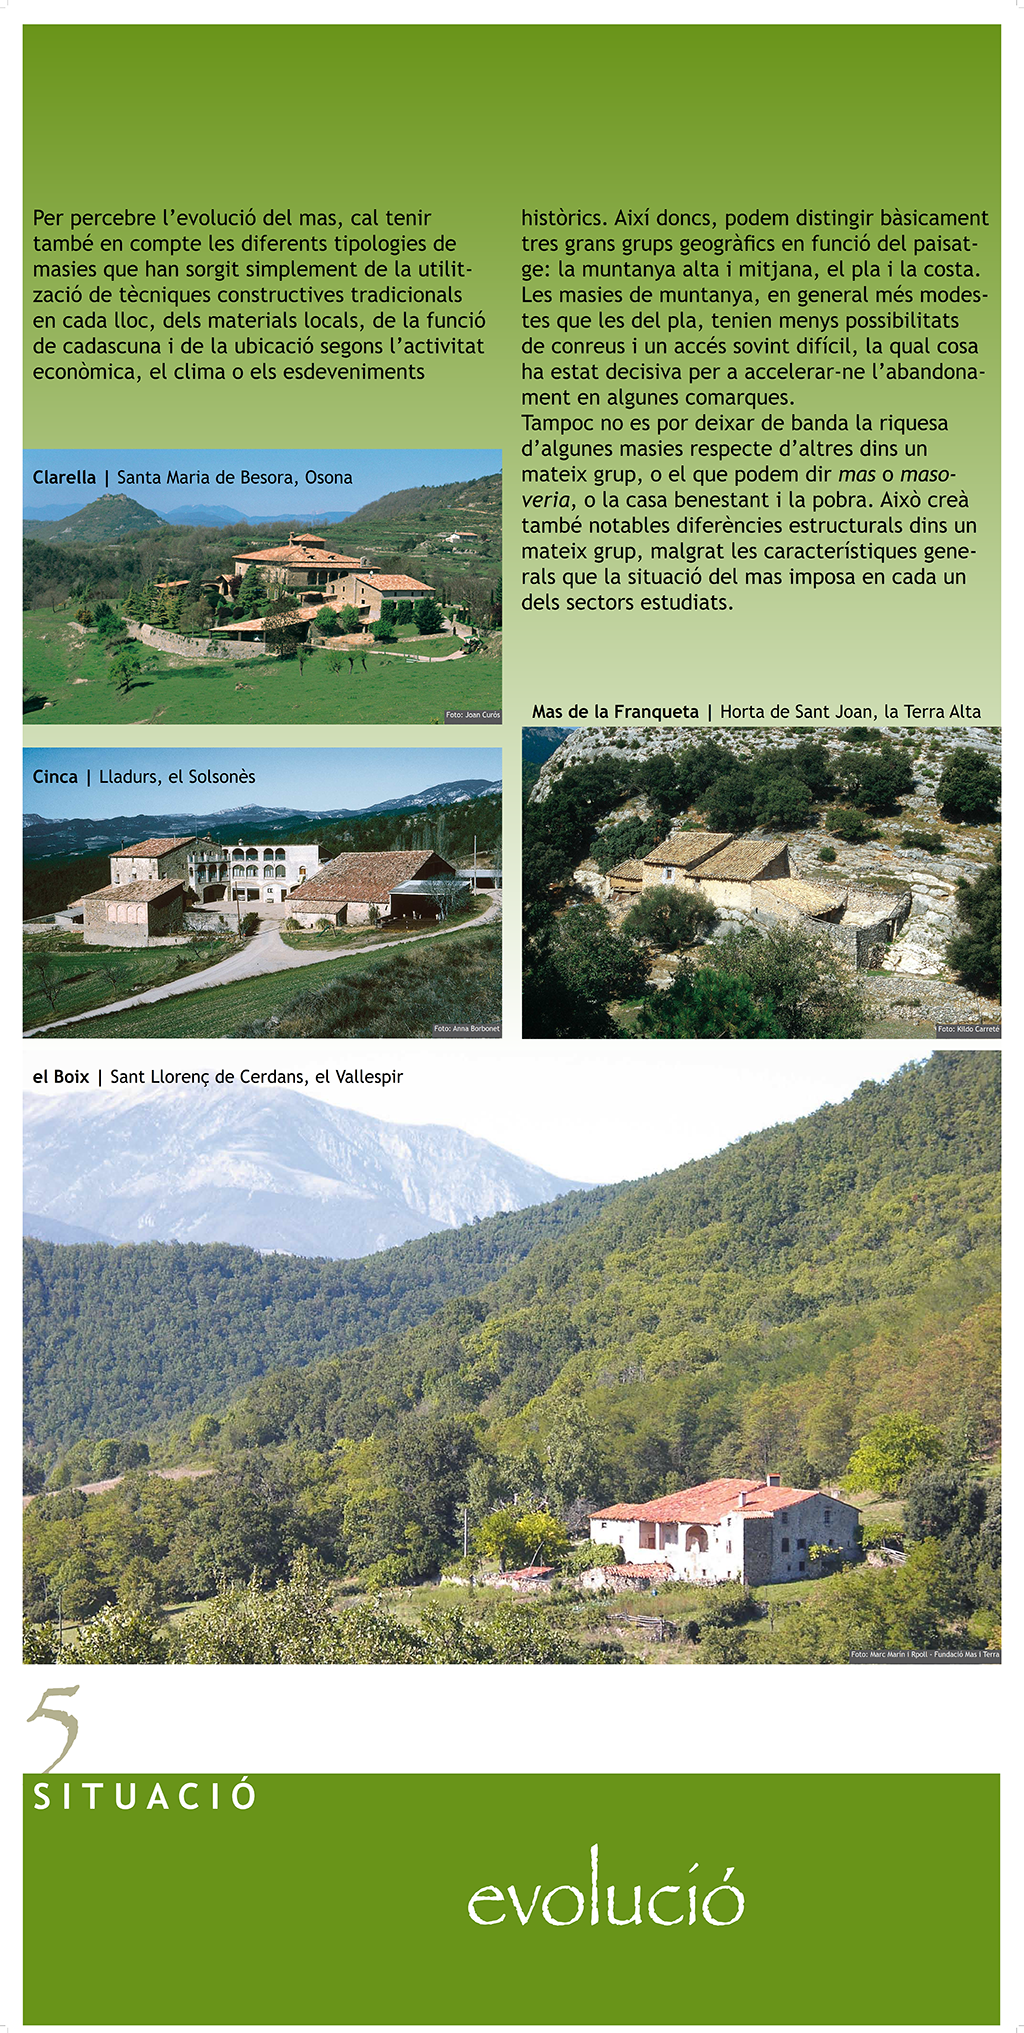 Per percebre l’evolució del mas, cal tenir
també en compte les diferents tipologies de
masies que han sorgit simplement de la utilit-
zació de tècniques constructives tradicionals
en cada lloc, dels materials locals, de la funció
de cadascuna i de la ubicació segons l’activitat
econòmica, el clima o els esdeveniments
històrics. Així doncs, podem distingir bàsicament
tres grans grups geogràfics en funció del paisat-
ge: la muntanya alta i mitjana, el pla i la costa.
Les masies de muntanya, en general més modes-
tes que les del pla, tenien menys possibilitats
de conreus i un accés sovint difícil, la qual cosa
ha estat decisiva per a accelerar-ne l’abandona-
ment en algunes comarques.
Tampoc no es por deixar de banda la riquesa
d’algunes masies respecte d’altres dins un
mateix grup, o el que podem dir mas o maso-
veria, o la casa benestant i la pobra. Això creà
també notables diferències estructurals dins un
mateix grup, malgrat les característiques gene-
rals que la situació del mas imposa en cada un
dels sectors estudiats.
Clarella | Santa Maria de Besora, Osona
Foto: Joan Curós
Cinca | Lladurs, el Solsonès
Foto: Anna Borbonet
Mas de la Franqueta | Horta de Sant Joan, la Terra Alta
Foto: Kildo Carreté
el Boix | Sant Llorenç de Cerdans, el Vallespir
Foto: Marc Marin i Rpoll - Fundació Mas i Terra
5
SITUACIÓ
evolució